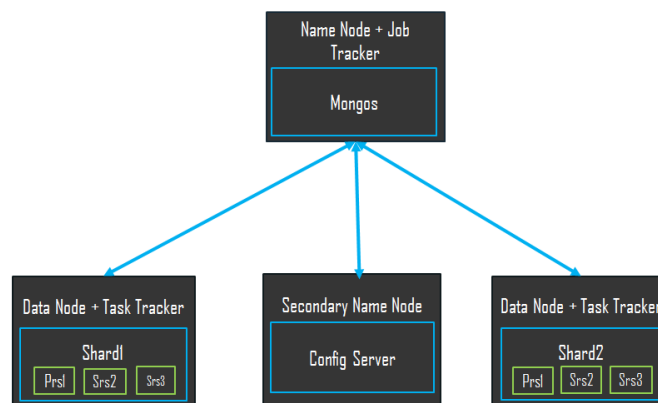 Name Node + Job
Tracker
Mongos
Data Node + Task Tracker
Shard1
Prs1 Srs2 Srs3
Secondary Name Node
Config Server
Data Node + Task Tracker
Shard2
Prs1 Srs2 Srs3